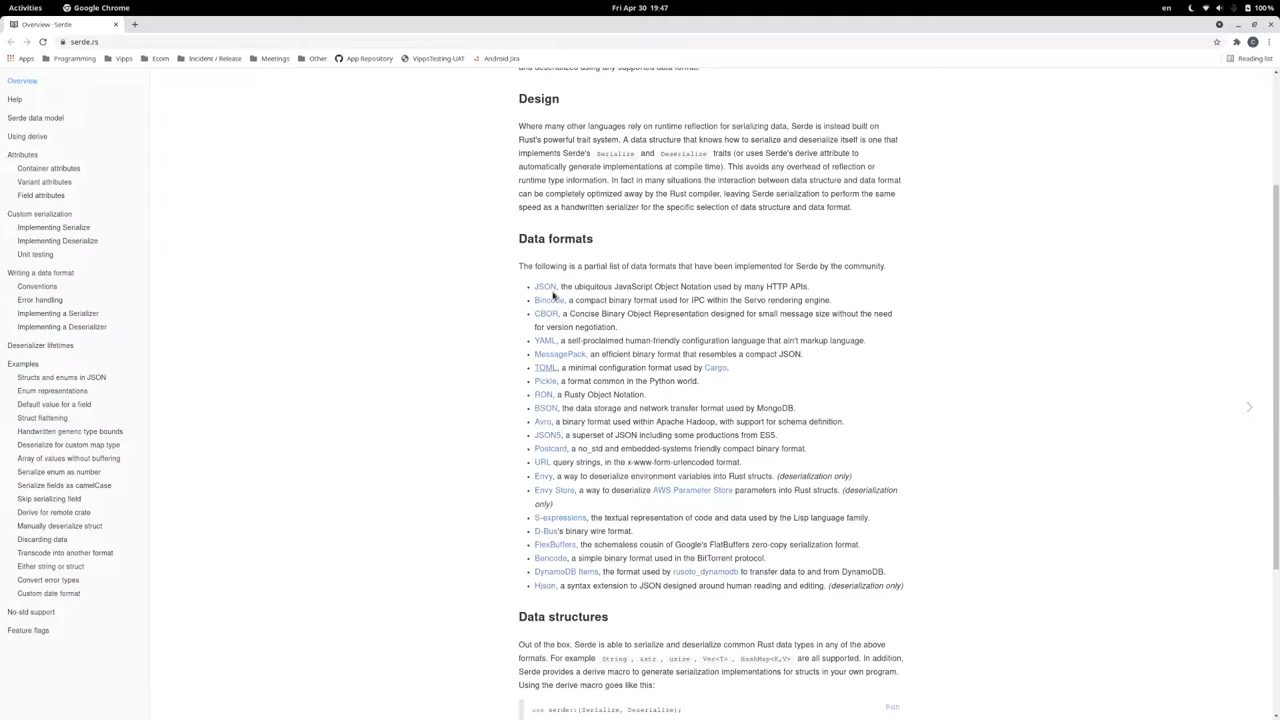 Activities
Google Chrome
Fri Apr 30 19:47
en
100%
Overview · Serde
serde.rs
Apps
Programming
Vipps
Ecom
Incident / Release
Meetings
Other
App Repository
VippsTesting-UAT
Android Jira
Reading list
Overview
Help
Serde data model
Using derive
Attributes
Container attributes
Variant attributes
Field attributes
Custom serialization
Implementing Serialize
Implementing Deserialize
Unit testing
Writing a data format
Conventions
Error handling
Implementing a Serializer
Implementing a Deserializer
Deserializer lifetimes
Examples
Structs and enums in JSON
Enum representations
Default value for a field
Struct flattening
Handwritten generic type bounds
Deserialize for custom map type
Array of values without buffering
Serialize enum as number
Serialize fields as camelCase
Skip serializing field
Derive for remote crate
Manually deserialize struct
Discarding data
Transcode into another format
Either string or struct
Convert error types
Custom date format
No-std support
Feature flags
and deserialized using any supported data format.
Design
Where many other languages rely on runtime reflection for serializing data, Serde is instead built on
Rust's powerful trait system. A data structure that knows how to serialize and deserialize itself is one that
implements Serde's Serialize and Deserialize traits (or uses Serde's derive attribute to
automatically generate implementations at compile time). This avoids any overhead of reflection or
runtime type information. In fact in many situations the interaction between data structure and data format
can be completely optimized away by the Rust compiler, leaving Serde serialization to perform the same
speed as a handwritten serializer for the specific selection of data structure and data format.
Data formats
The following is a partial list of data formats that have been implemented for Serde by the community.
• JSON, the ubiquitous JavaScript Object Notation used by many HTTP APIs.
• Bincode, a compact binary format used for IPC within the Servo rendering engine.
• CBOR, a Concise Binary Object Representation designed for small message size without the need
for version negotiation.
• YAML, a self-proclaimed human-friendly configuration language that ain't markup language.
• MessagePack, an efficient binary format that resembles a compact JSON.
• TOML, a minimal configuration format used by Cargo.
• Pickle, a format common in the Python world.
• RON, a Rusty Object Notation.
• BSON, the data storage and network transfer format used by MongoDB.
• Avro, a binary format used within Apache Hadoop, with support for schema definition.
• JSON5, a superset of JSON including some productions from ES5.
• Postcard, a no_std and embedded-systems friendly compact binary format.
• URL query strings, in the x-www-form-urlencoded format.
• Envy, a way to deserialize environment variables into Rust structs. (deserialization only)
• Envy Store, a way to deserialize AWS Parameter Store parameters into Rust structs. (deserialization
only)
• S-expressions, the textual representation of code and data used by the Lisp language family.
• D-Bus's binary wire format.
• FlexBuffers, the schemaless cousin of Google's FlatBuffers zero-copy serialization format.
• Bencode, a simple binary format used in the BitTorrent protocol.
• DynamoDB Items, the format used by rusoto_dynamodb to transfer data to and from DynamoDB.
• Hjson, a syntax extension to JSON designed around human reading and editing. (deserialization only)
Data structures
Out of the box, Serde is able to serialize and deserialize common Rust data types in any of the above
formats. For example String , &str , usize , Vec<T> , HashMap<K,V> are all supported. In addition,
Serde provides a derive macro to generate serialization implementations for structs in your own program.
Using the derive macro goes like this:
Run
use serde::{Serialize, Deserialize};